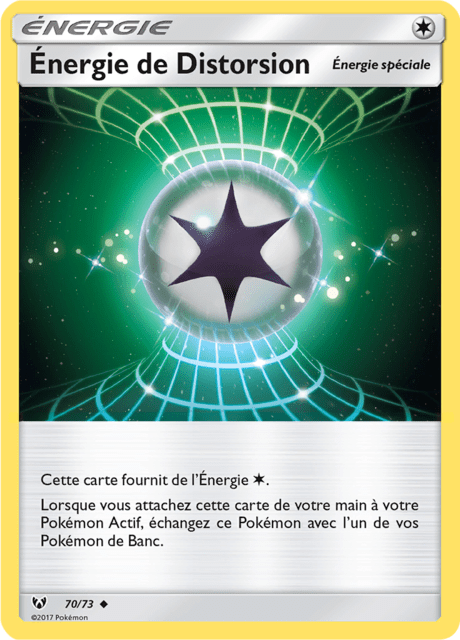 ÉNERGIE
Énergie de Distorsion Énergie spéciale
Cette carte fournit de l'Énergie ✶.
Lorsque vous attachez cette carte de votre main à votre
Pokémon Actif, échangez ce Pokémon avec l'un de vos
Pokémon de Banc.
70/73 ◆
©2017 Pokémon